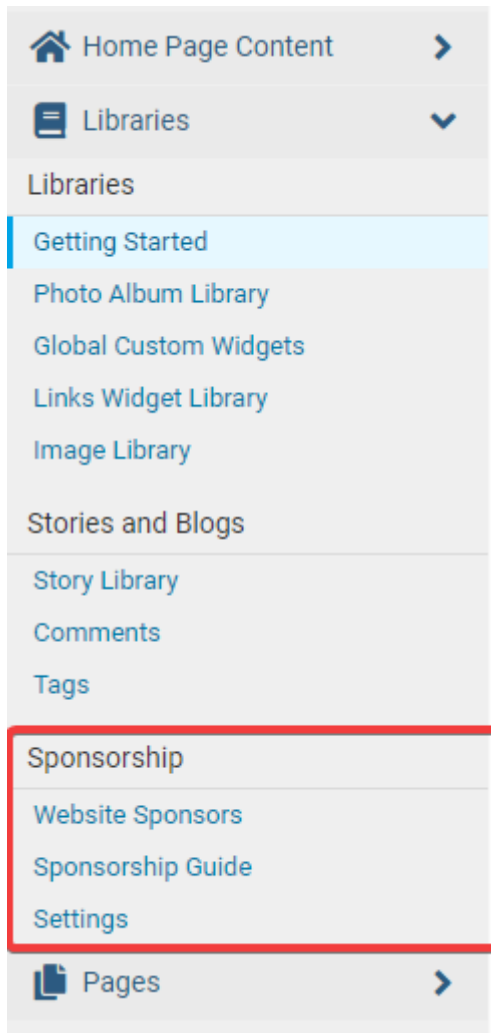 Home Page Content
Libraries
Libraries
Getting Started
Photo Album Library
Global Custom Widgets
Links Widget Library
Image Library
Stories and Blogs
Story Library
Comments
Tags
Sponsorship
Website Sponsors
Sponsorship Guide
Settings
Pages